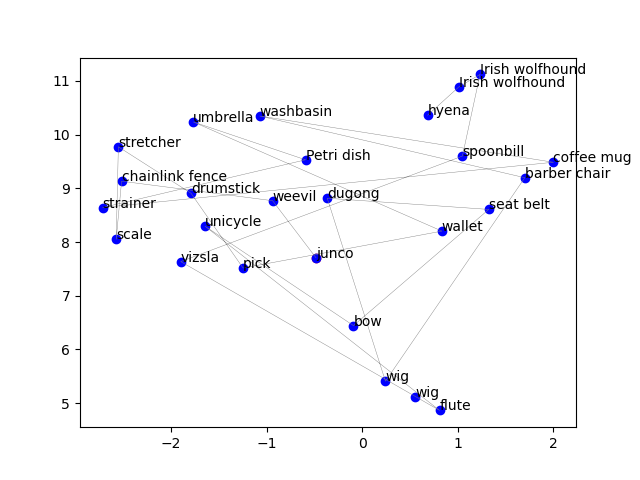 Irish wolfhound
Irish wolfhound
11
hyena
washbasin
umbrella
10
stretcher
spoonbill
Petri dish
coffee mug
barber chair
chainlink fence
9
drumstick
dugong
weevil
strainer
seat belt
unicycle
wallet
scale
8
junco
vizsla
pick
7
bow
6
wig
wig
5
flute
−2
−1
0
1
2